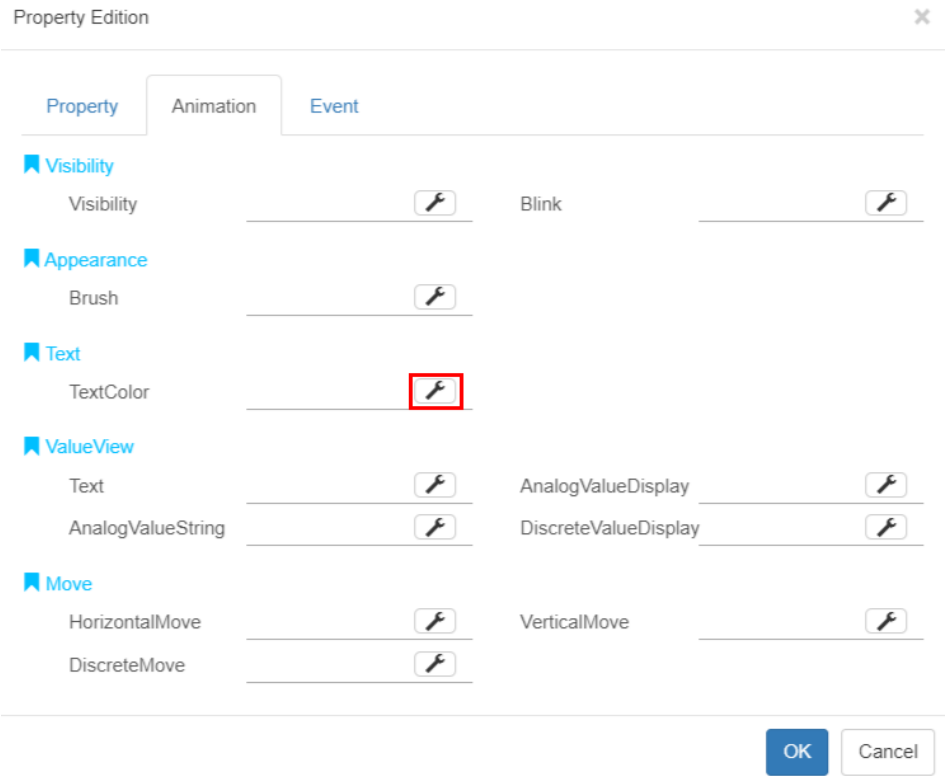 Property Edition ×
Property Animation Event
Visibility
Visibility Blink
Appearance
Brush
Text
TextColor
ValueView
Text AnalogValueDisplay
AnalogValueString DiscreteValueDisplay
Move
HorizontalMove VerticalMove
DiscreteMove
OK Cancel